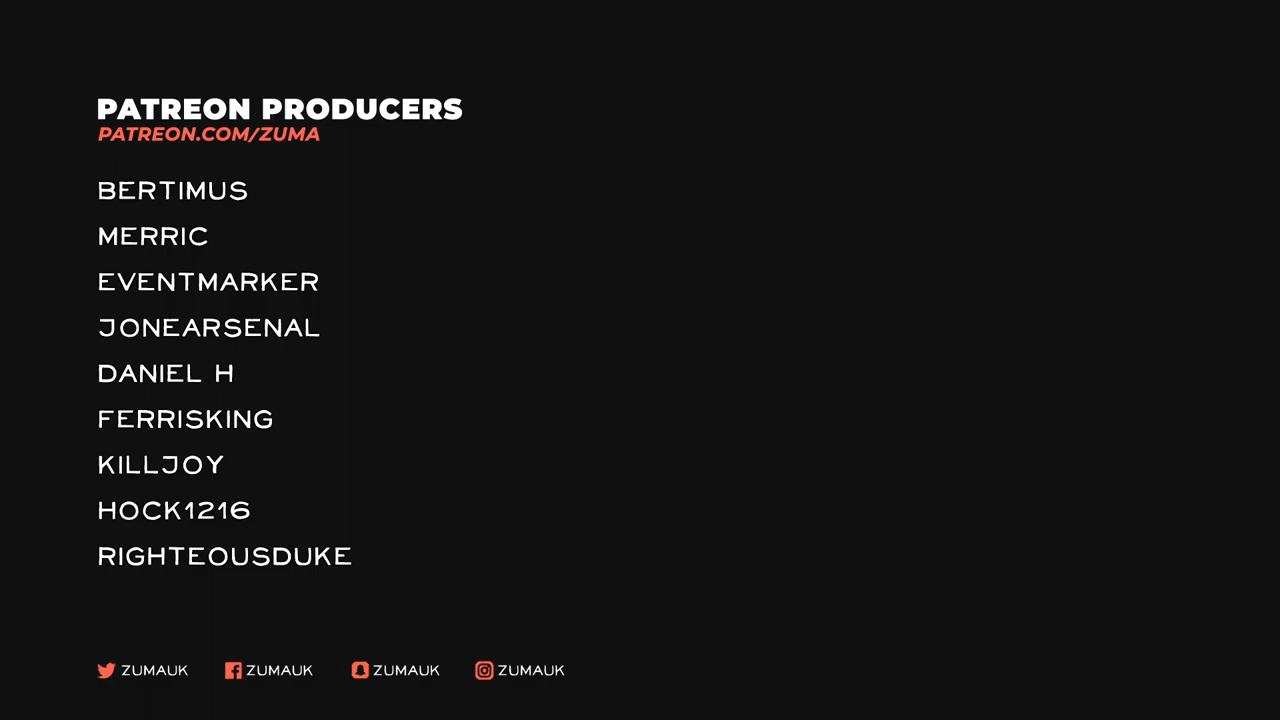 PATREON PRODUCERS
PATREON.COM/ZUMA
BERTIMUS
MERRIC
EVENTMARKER
JONEARSENAL
DANIEL H
FERRISKING
KILLJOY
HOCK1216
RIGHTEOUSDUKE
ZUMAUK ZUMAUK ZUMAUK ZUMAUK